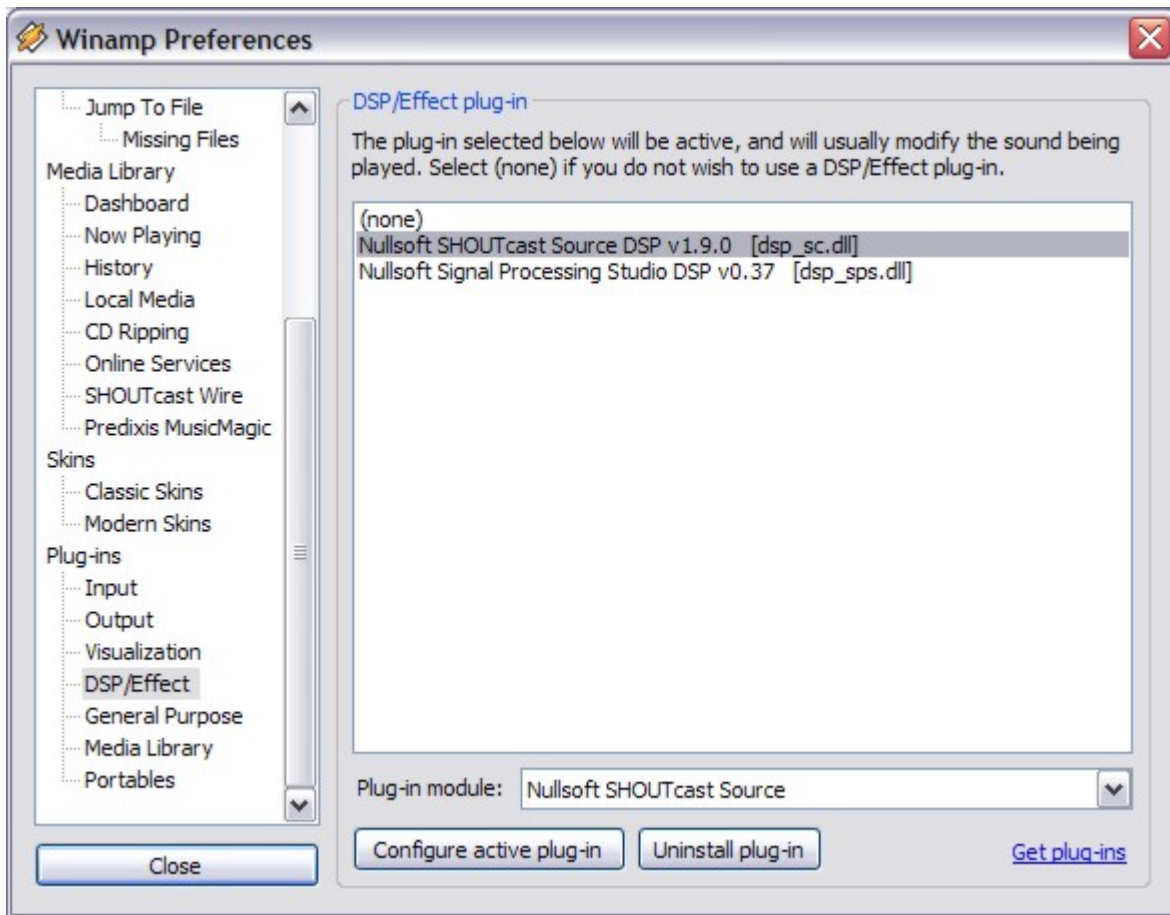 Winamp Preferences
Jump To File
Missing Files
Media Library
Dashboard
Now Playing
History
Local Media
CD Ripping
Online Services
SHOUTcast Wire
Predixis MusicMagic
Skins
Classic Skins
Modern Skins
Plug-ins
Input
Output
Visualization
DSP/Effect
General Purpose
Media Library
Portables
Close
DSP/Effect plug-in
The plug-in selected below will be active, and will usually modify the sound being
played. Select (none) if you do not wish to use a DSP/Effect plug-in.
(none)
Nullsoft SHOUTcast Source DSP v1.9.0 [dsp_sc.dll]
Nullsoft Signal Processing Studio DSP v0.37 [dsp_sps.dll]
Plug-in module: Nullsoft SHOUTcast Source
Configure active plug-in Uninstall plug-in Get plug-ins